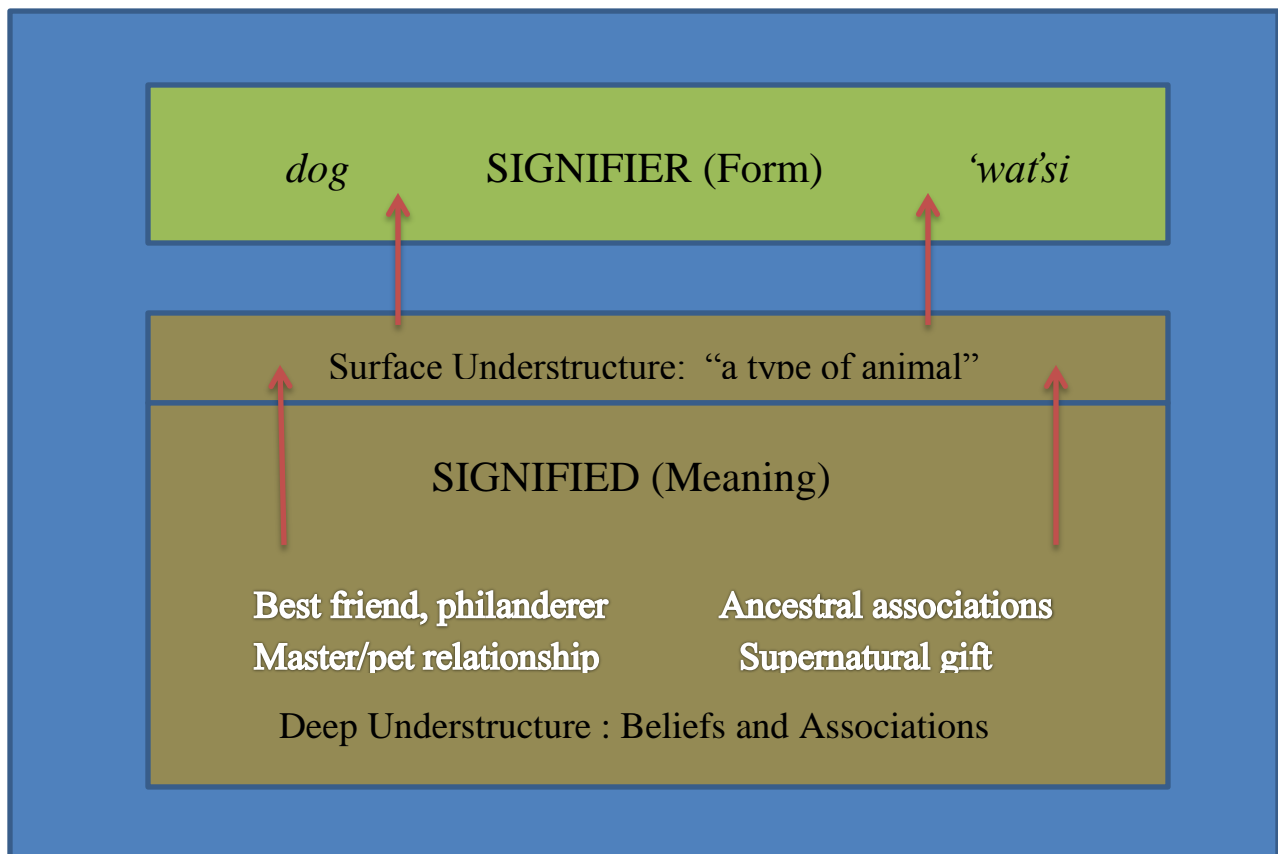 dog SIGNIFIER (Form) ‘wat̓si
Surface Understructure: “a type of animal”
SIGNIFIED (Meaning)
Best friend, philanderer Ancestral associations
Master/pet relationship Supernatural gift
Deep Understructure : Beliefs and Associations